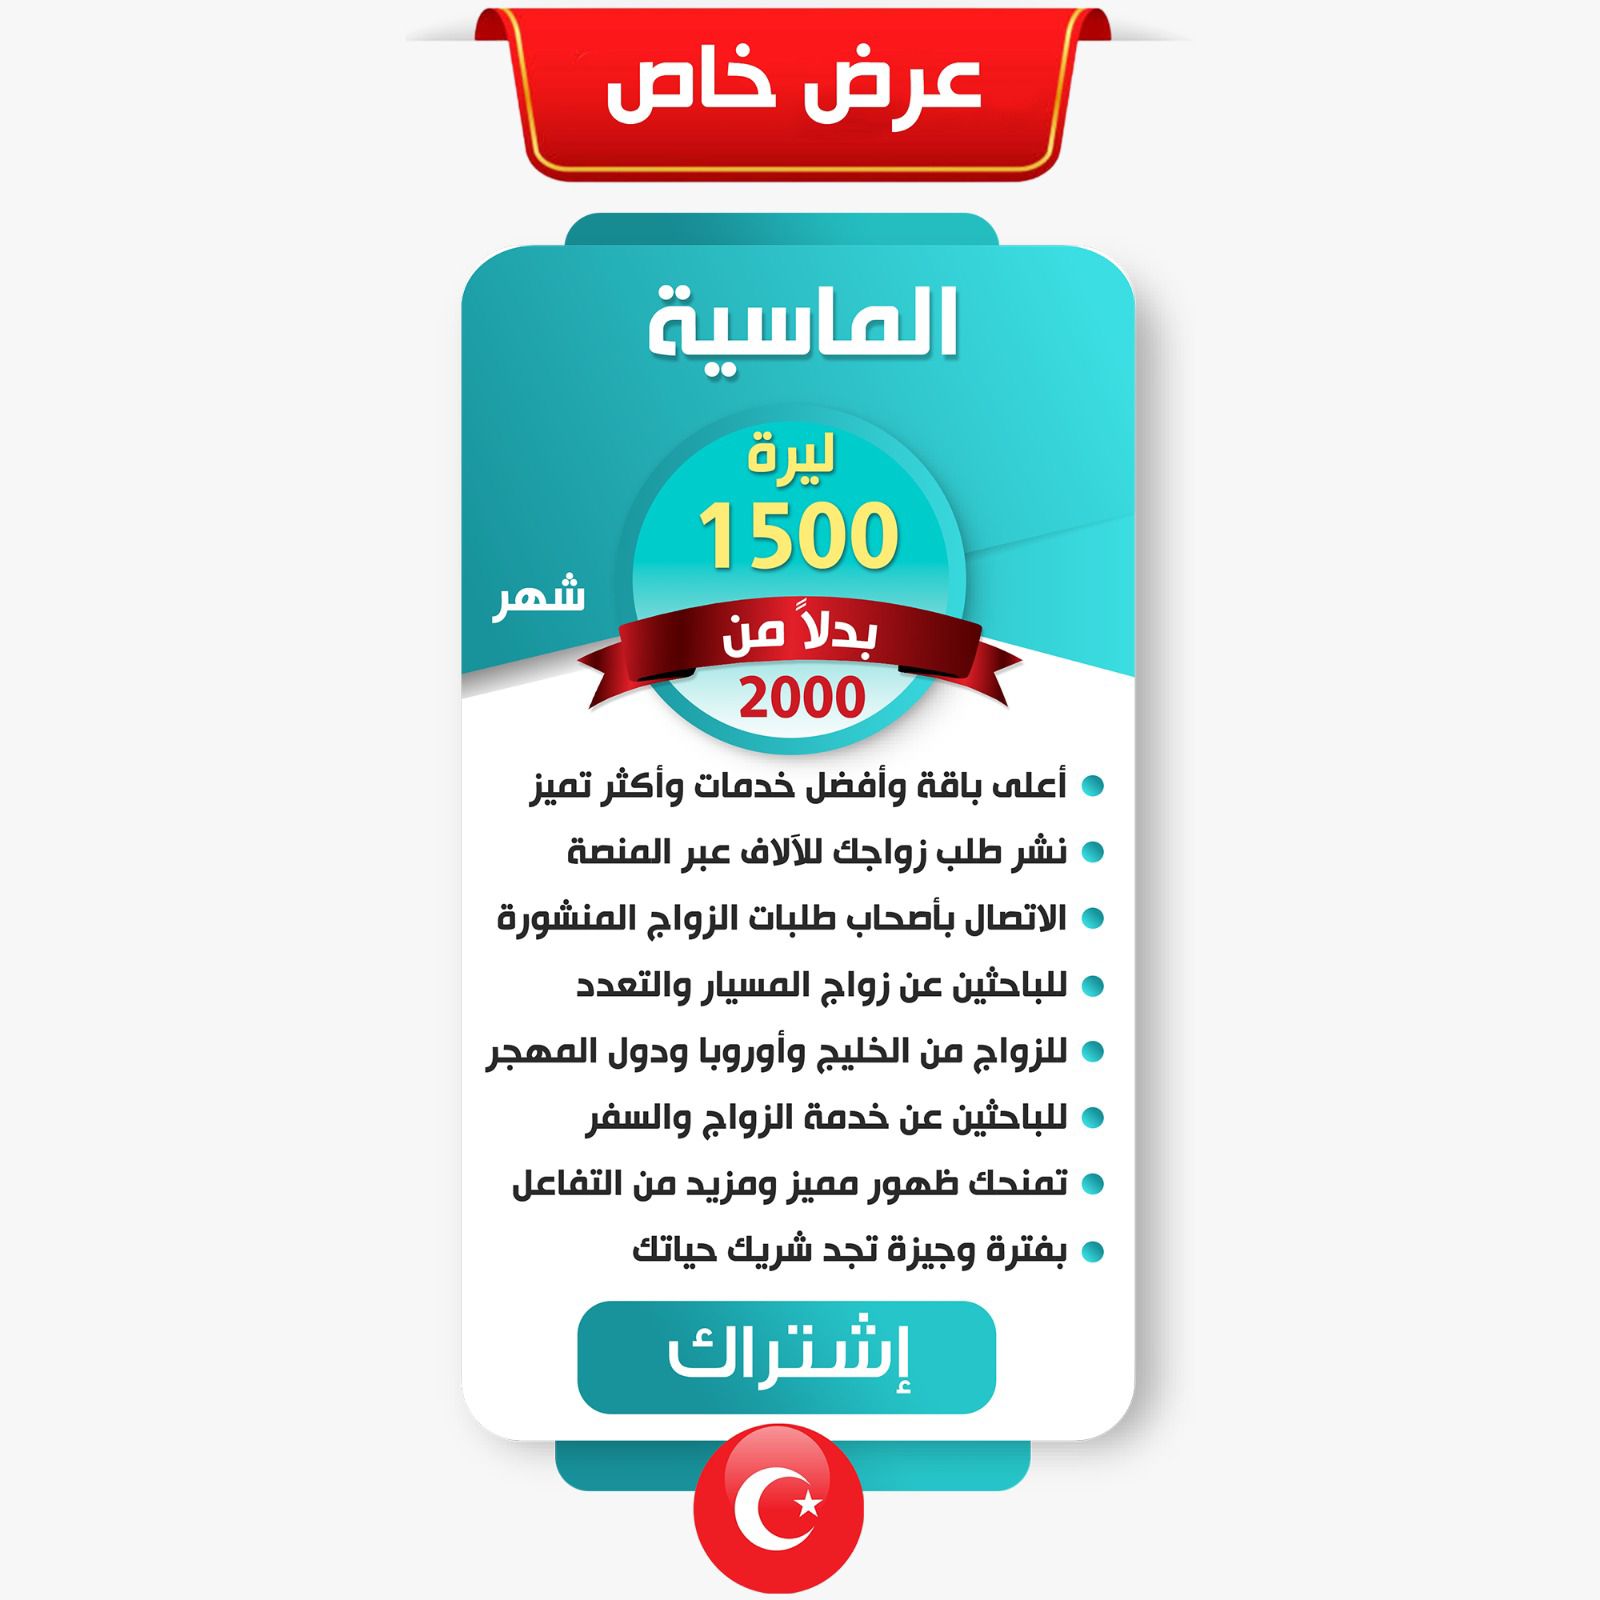 عرض خاص
الماسية
ليرة
1500
شهر
بدلاً من
2000
أعلى باقة وأفضل خدمات وأكثر تميز
نشر طلب زواجك للآلاف عبر المنصة
الاتصال بأصحاب طلبات الزواج المنشورة
للباحثين عن زواج المسيار والتعدد
للزواج من الخليج وأوروبا ودول المهجر
للباحثين عن خدمة الزواج والسفر
تمنحك ظهور مميز ومزيد من التفاعل
بفترة وجيزة تجد شريك حياتك
إشتراك